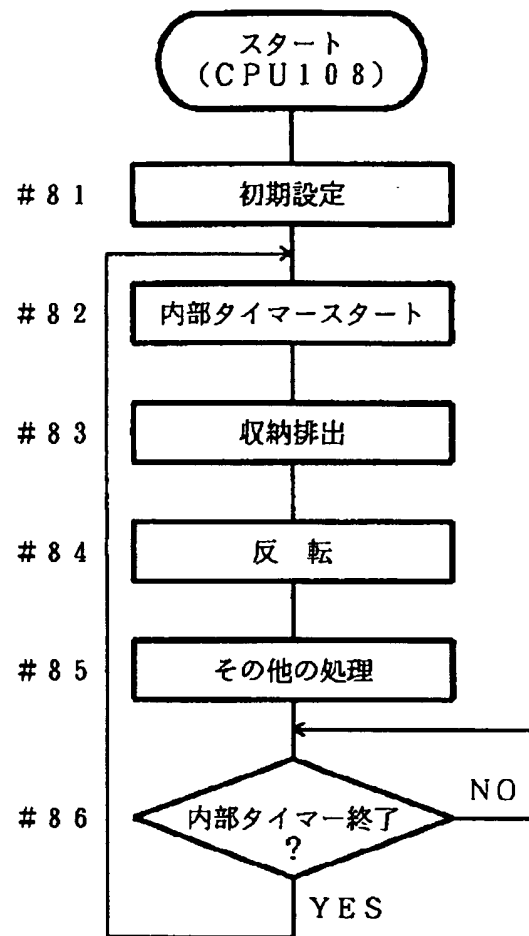 スタート
(CPU108)
#81
初期設定
#82
内部タイマースタート
#83
収納排出
#84
反 転
#85
その他の処理
#86
内部タイマー終了
?
NO
YES